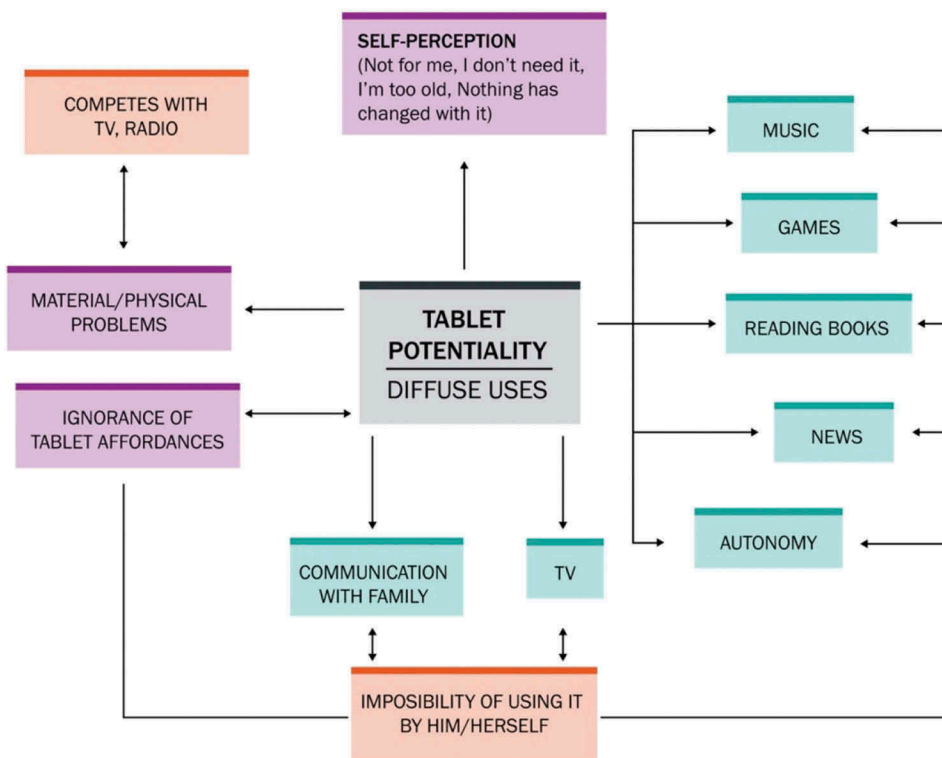 SELF-PERCEPTION
(Not for me, I don't need it,
I'm too old, Nothing has
changed with it)
COMPETES WITH
TV, RADIO
MUSIC
GAMES
MATERIAL/PHYSICAL
PROBLEMS
TABLET
POTENTIALITY
DIFFUSE USES
READING BOOKS
IGNORANCE OF
TABLET AFFORDANCES
NEWS
AUTONOMY
COMMUNICATION
WITH FAMILY
TV
IMPOSIBILITY OF USING IT
BY HIM/HERSELF